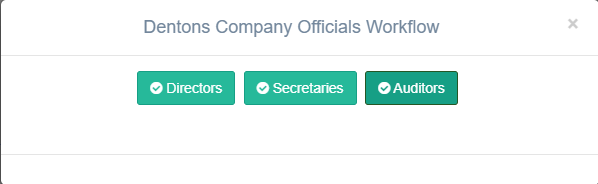 Dentons Company Officials Workflow
×
Directors Secretaries Auditors